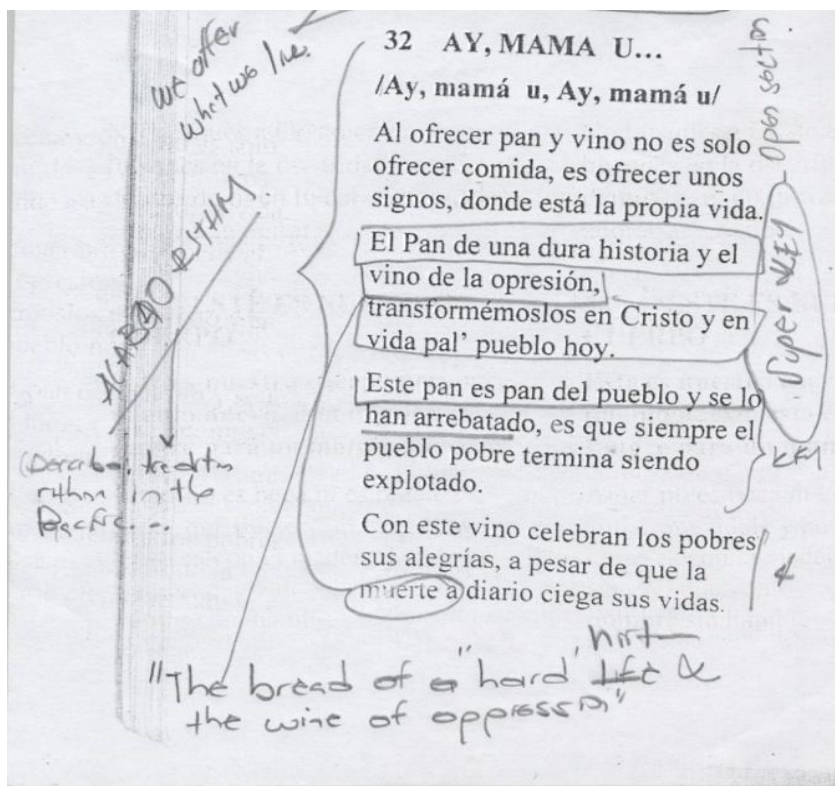 we offer
what we live.
32 AY, MAMA U...
/Ay, mamá u, Ay, mamá u/
Al ofrecer pan y vino no es solo
ofrecer comida, es ofrecer unos
signos, donde está la propia vida.
El Pan de una dura historia y el
vino de la opresión,
transformémoslos en Cristo y en
vida pal' pueblo hoy.
Este pan es pan del pueblo y se lo
han arrebatado, es que siempre el
pueblo pobre termina siendo
explotado.
Con este vino celebran los pobres
sus alegrías, a pesar de que la
muerte a diario ciega sus vidas.
Super KEY - Open section
KEY
RITHM
the
Pacific...
"The bread of a "hard" hist
the wine of oppression"